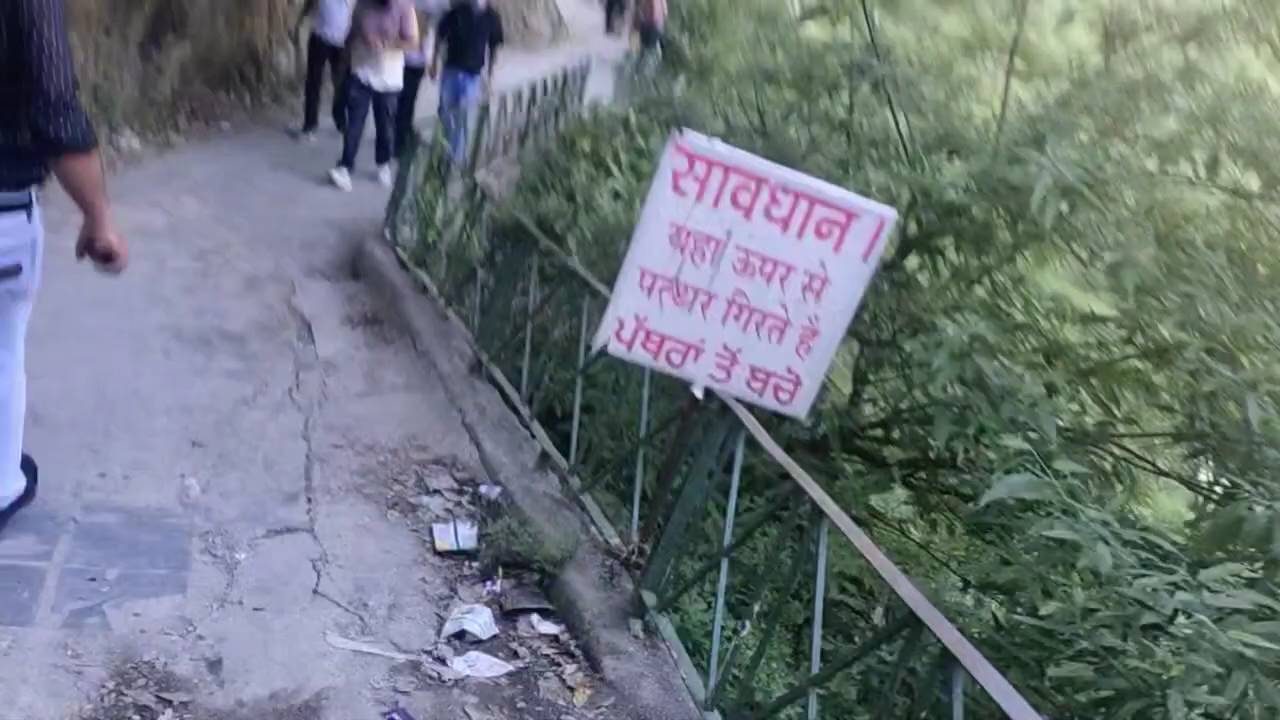 सावधान।
यहां ऊपर से
पत्थर गिरते हैं
ਪੱਥਰਾਂ ਤੋਂ ਬਚੋ